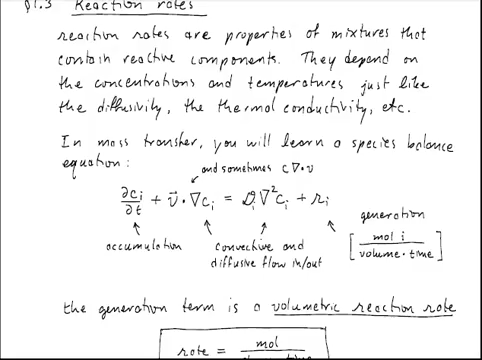 §1.3 Reaction rates
reaction rates are properties of mixtures that
contain reactive components. They depend on
the concentrations and temperatures just like
the diffusivity, the thermal conductivity, etc.
In mass transfer, you will learn a species balance
equation:
and sometimes c∇·v
∂cᵢ/∂t + v⃗ · ∇cᵢ = 𝒟ᵢ∇²cᵢ + rᵢ
generation
[mol i / volume · time]
accumulation
convective and
diffusive flow in/out
the generation term is a volumetric reaction rate
rate = mol